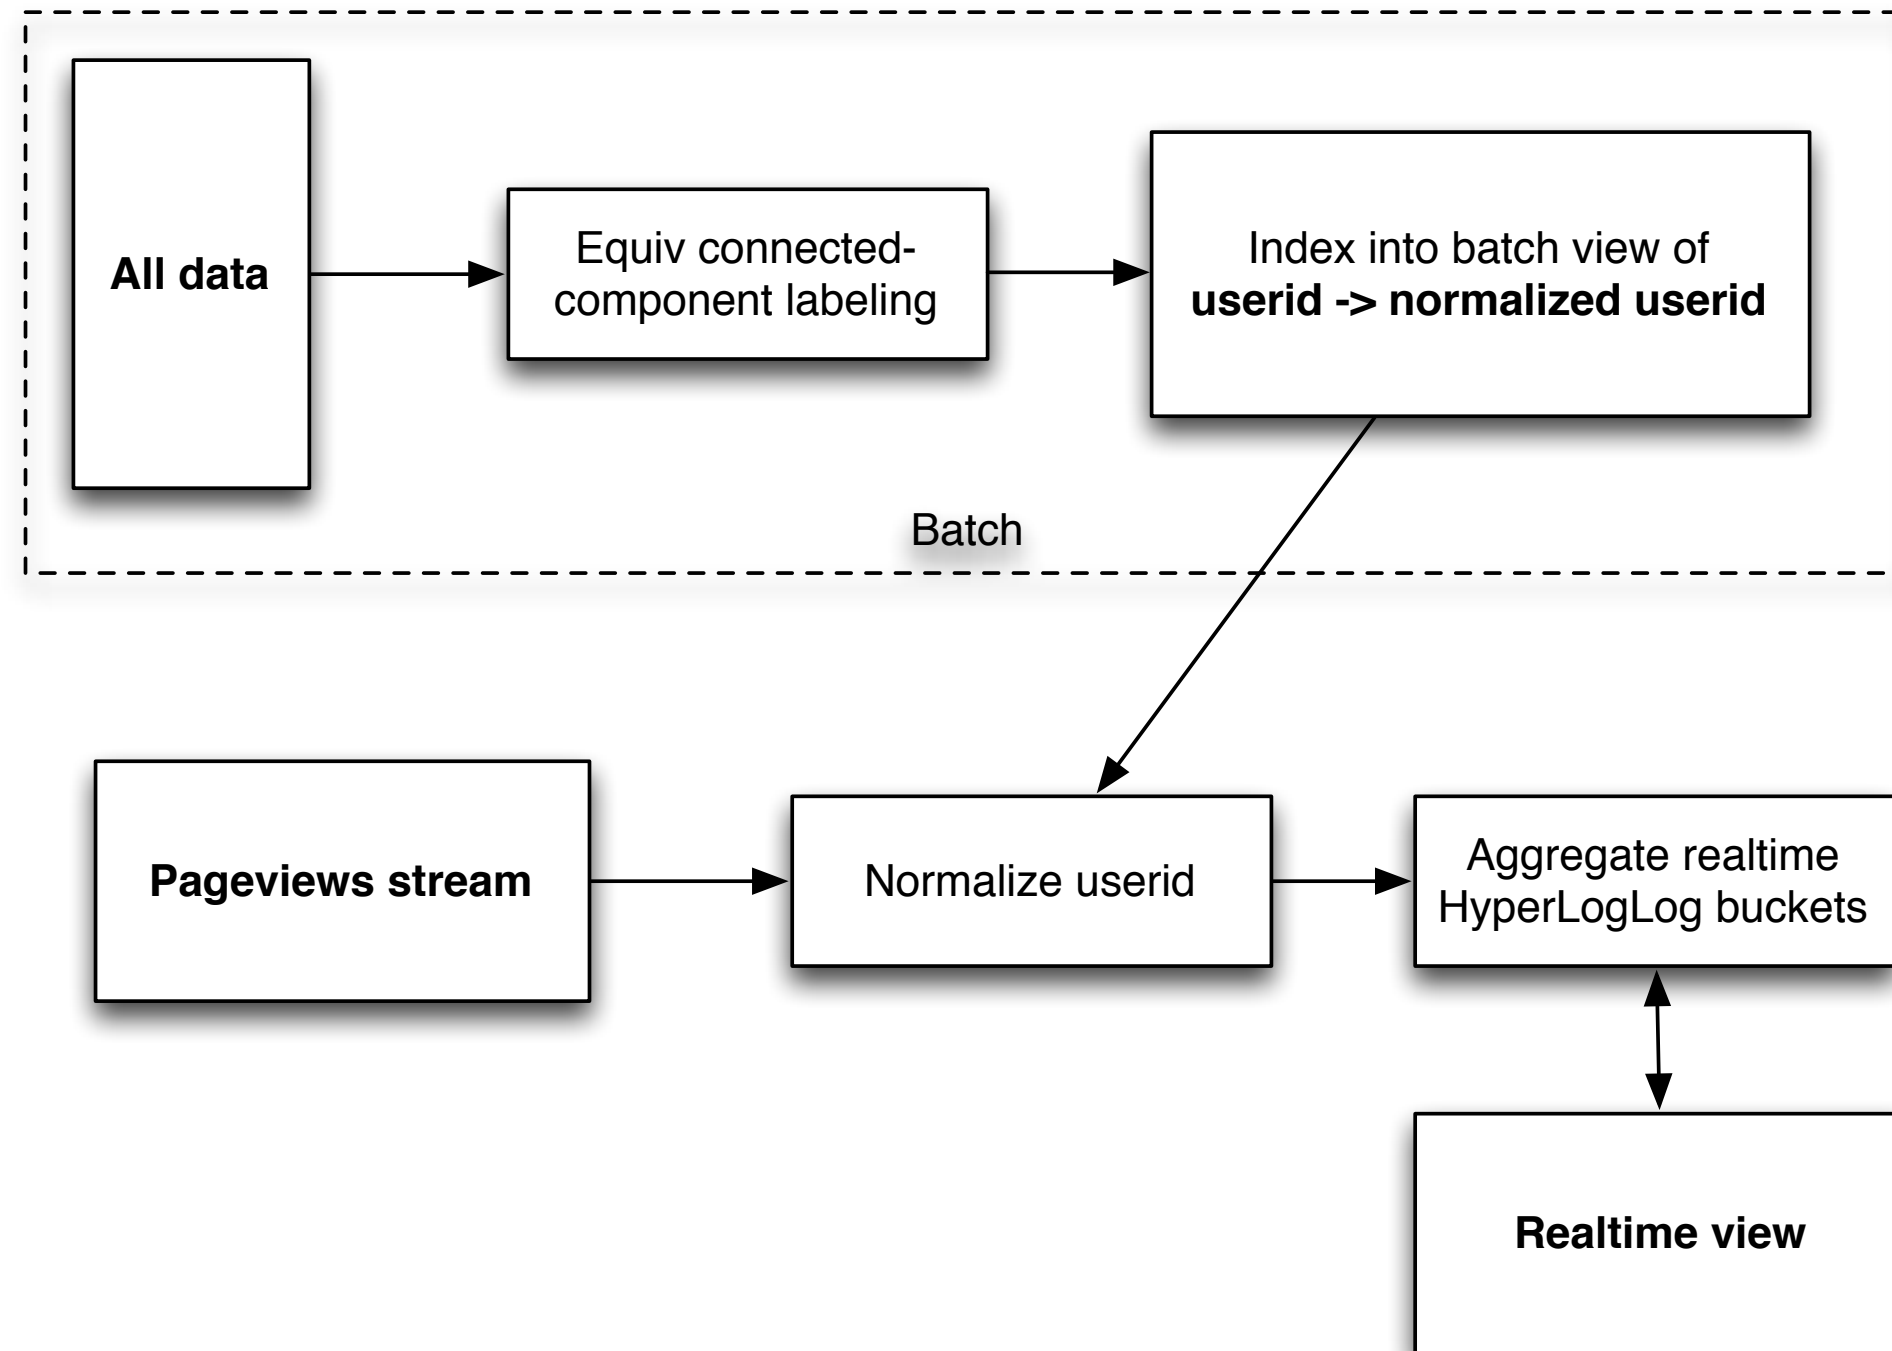 All data
Equiv connected-
component labeling
Index into batch view of
userid -> normalized userid
Batch
Pageviews stream
Normalize userid
Aggregate realtime
HyperLogLog buckets
Realtime view